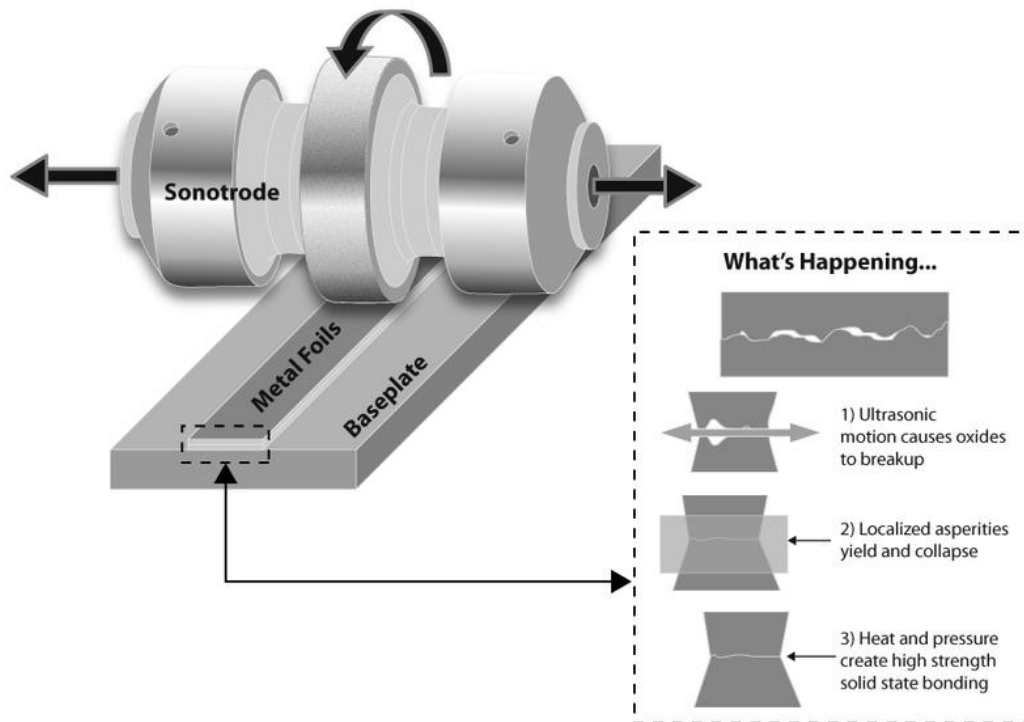 Sonotrode
Metal Foils
Baseplate
What's Happening...
1) Ultrasonic
motion causes oxides
to breakup
2) Localized asperities
yield and collapse
3) Heat and pressure
create high strength
solid state bonding